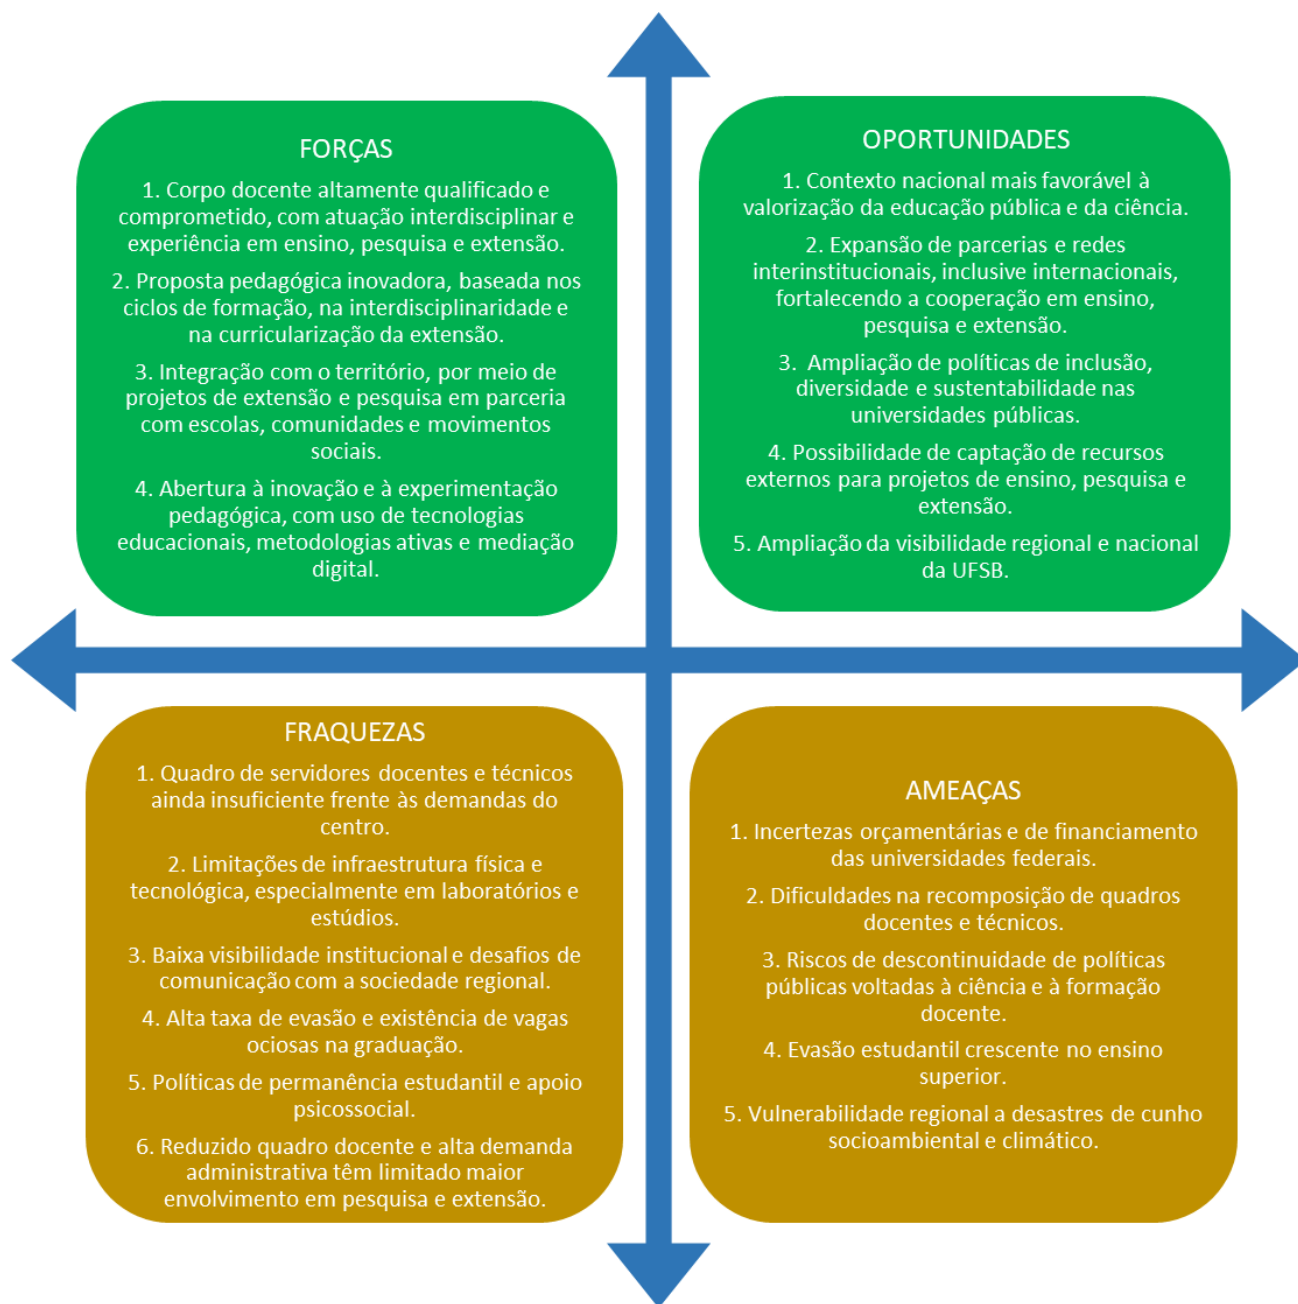 FORÇAS
1. Corpo docente altamente qualificado e
comprometido, com atuação interdisciplinar e
experiência em ensino, pesquisa e extensão.
2. Proposta pedagógica inovadora, baseada nos
ciclos de formação, na interdisciplinaridade e
na curricularização da extensão.
3. Integração com o território, por meio de
projetos de extensão e pesquisa em parceria
com escolas, comunidades e movimentos
sociais.
4. Abertura à inovação e à experimentação
pedagógica, com uso de tecnologias
educacionais, metodologias ativas e mediação
digital.
OPORTUNIDADES
1. Contexto nacional mais favorável à
valorização da educação pública e da ciência.
2. Expansão de parcerias e redes
interinstitucionais, inclusive internacionais,
fortalecendo a cooperação em ensino,
pesquisa e extensão.
3. Ampliação de políticas de inclusão,
diversidade e sustentabilidade nas
universidades públicas.
4. Possibilidade de captação de recursos
externos para projetos de ensino, pesquisa e
extensão.
5. Ampliação da visibilidade regional e nacional
da UFSB.
FRAQUEZAS
1. Quadro de servidores docentes e técnicos
ainda insuficiente frente às demandas do
centro.
2. Limitações de infraestrutura física e
tecnológica, especialmente em laboratórios e
estúdios.
3. Baixa visibilidade institucional e desafios de
comunicação com a sociedade regional.
4. Alta taxa de evasão e existência de vagas
ociosas na graduação.
5. Políticas de permanência estudantil e apoio
psicossocial.
6. Reduzido quadro docente e alta demanda
administrativa têm limitado maior
envolvimento em pesquisa e extensão.
AMEAÇAS
1. Incertezas orçamentárias e de financiamento
das universidades federais.
2. Dificuldades na recomposição de quadros
docentes e técnicos.
3. Riscos de descontinuidade de políticas
públicas voltadas à ciência e à formação
docente.
4. Evasão estudantil crescente no ensino
superior.
5. Vulnerabilidade regional a desastres de cunho
socioambiental e climático.